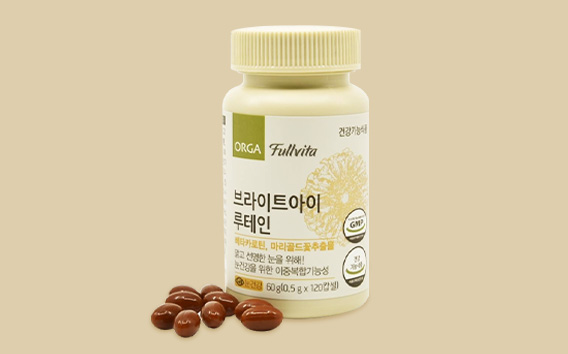 건강기능식품
ORGA Fullvita
브라이트아이
루테인
베타카로틴, 마리골드꽃추출물
맑고 선명한 눈을 위해!
눈건강을 위한 이중복합기능성
눈건강 60g(0.5g x 120캡슐)
GMP